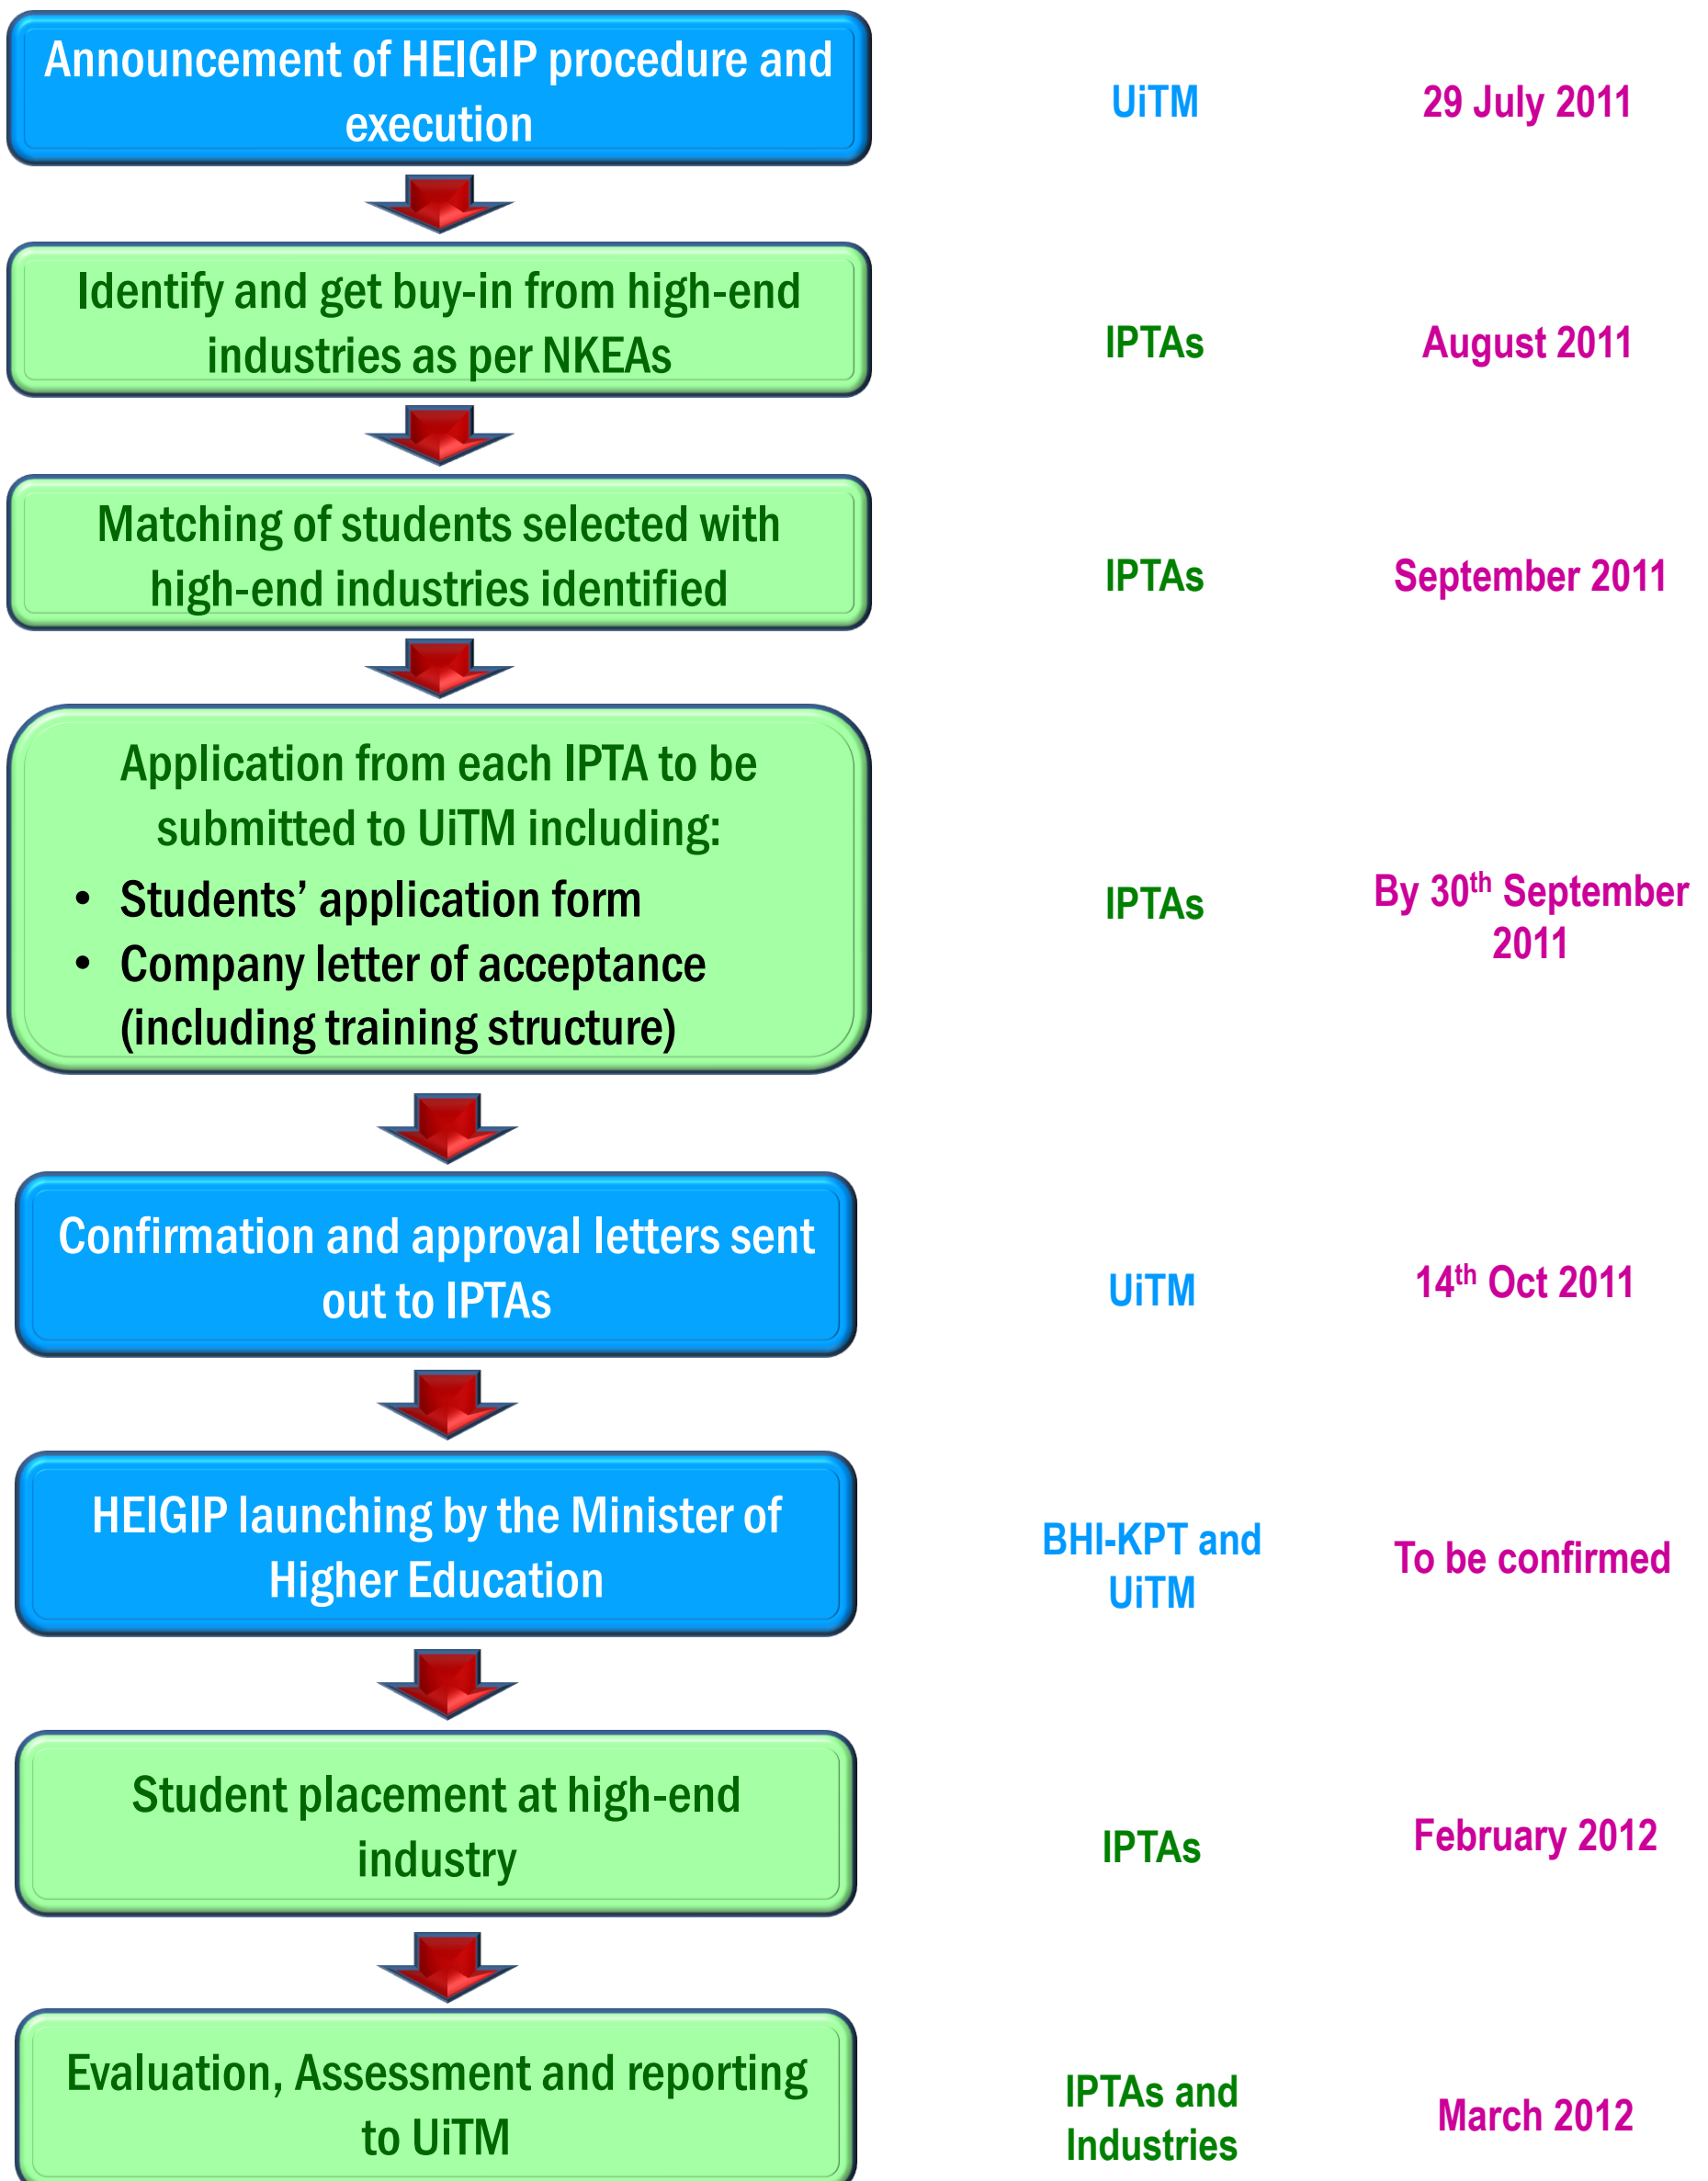 Announcement of HEIGIP procedure and
execution
UiTM
29 July 2011
Identify and get buy-in from high-end
industries as per NKEAs
IPTAs
August 2011
Matching of students selected with
high-end industries identified
IPTAs
September 2011
Application from each IPTA to be
submitted to UiTM including:
• Students’ application form
• Company letter of acceptance
(including training structure)
IPTAs
By 30th September
2011
Confirmation and approval letters sent
out to IPTAs
UiTM
14th Oct 2011
HEIGIP launching by the Minister of
Higher Education
BHI-KPT and
UiTM
To be confirmed
Student placement at high-end
industry
IPTAs
February 2012
Evaluation, Assessment and reporting
to UiTM
IPTAs and
Industries
March 2012